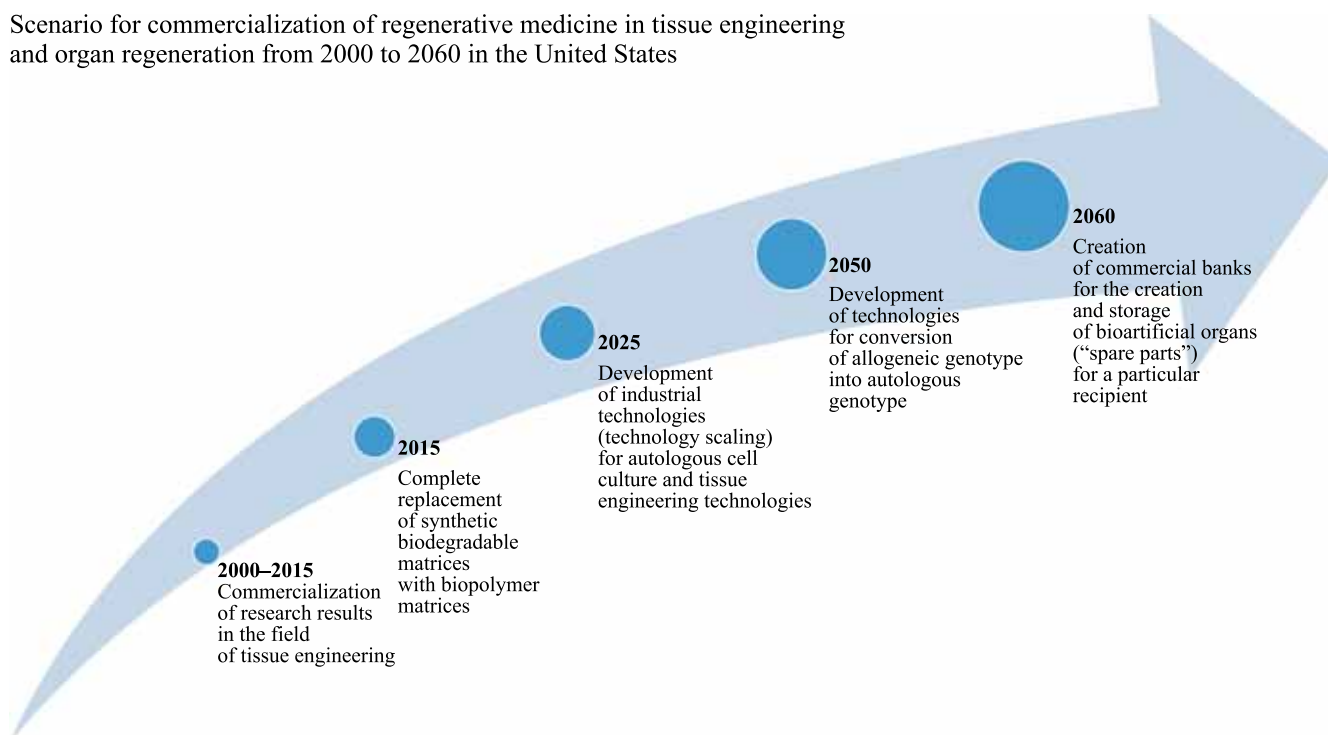 Scenario for commercialization of regenerative medicine in tissue engineering
and organ regeneration from 2000 to 2060 in the United States
2000–2015
Commercialization
of research results
in the field
of tissue engineering
2015
Complete
replacement
of synthetic
biodegradable
matrices
with biopolymer
matrices
2025
Development
of industrial
technologies
(technology scaling)
for autologous cell
culture and tissue
engineering technologies
2050
Development
of technologies
for conversion
of allogeneic genotype
into autologous
genotype
2060
Creation
of commercial banks
for the creation
and storage
of bioartificial organs
(“spare parts”)
for a particular
recipient